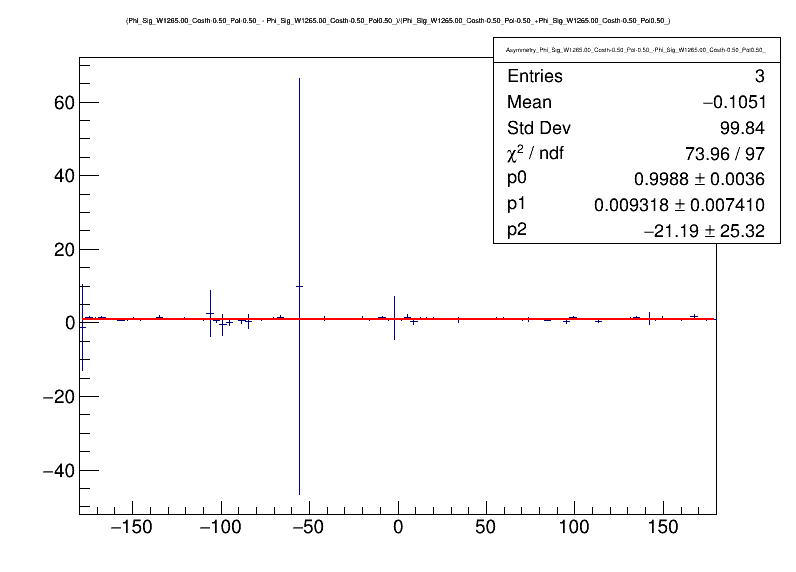 (Phi_Sig_W1265.00_Costh-0.50_Pol-0.50_ - Phi_Sig_W1265.00_Costh-0.50_Pol0.50_)/(Phi_Sig_W1265.00_Costh-0.50_Pol-0.50_+Phi_Sig_W1265.00_Costh-0.50_Pol0.50_)
Asymmetry_Phi_Sig_W1265.00_Costh-0.50_Pol-0.50_-Phi_Sig_W1265.00_Costh-0.50_Pol0.50_
Entries 3
Mean −0.1051
Std Dev 99.84
χ² / ndf 73.96 / 97
p0 0.9988 ± 0.0036
p1 0.009318 ± 0.007410
p2 −21.19 ± 25.32
60
40
20
0
−20
−40
−150 −100 −50 0 50 100 150